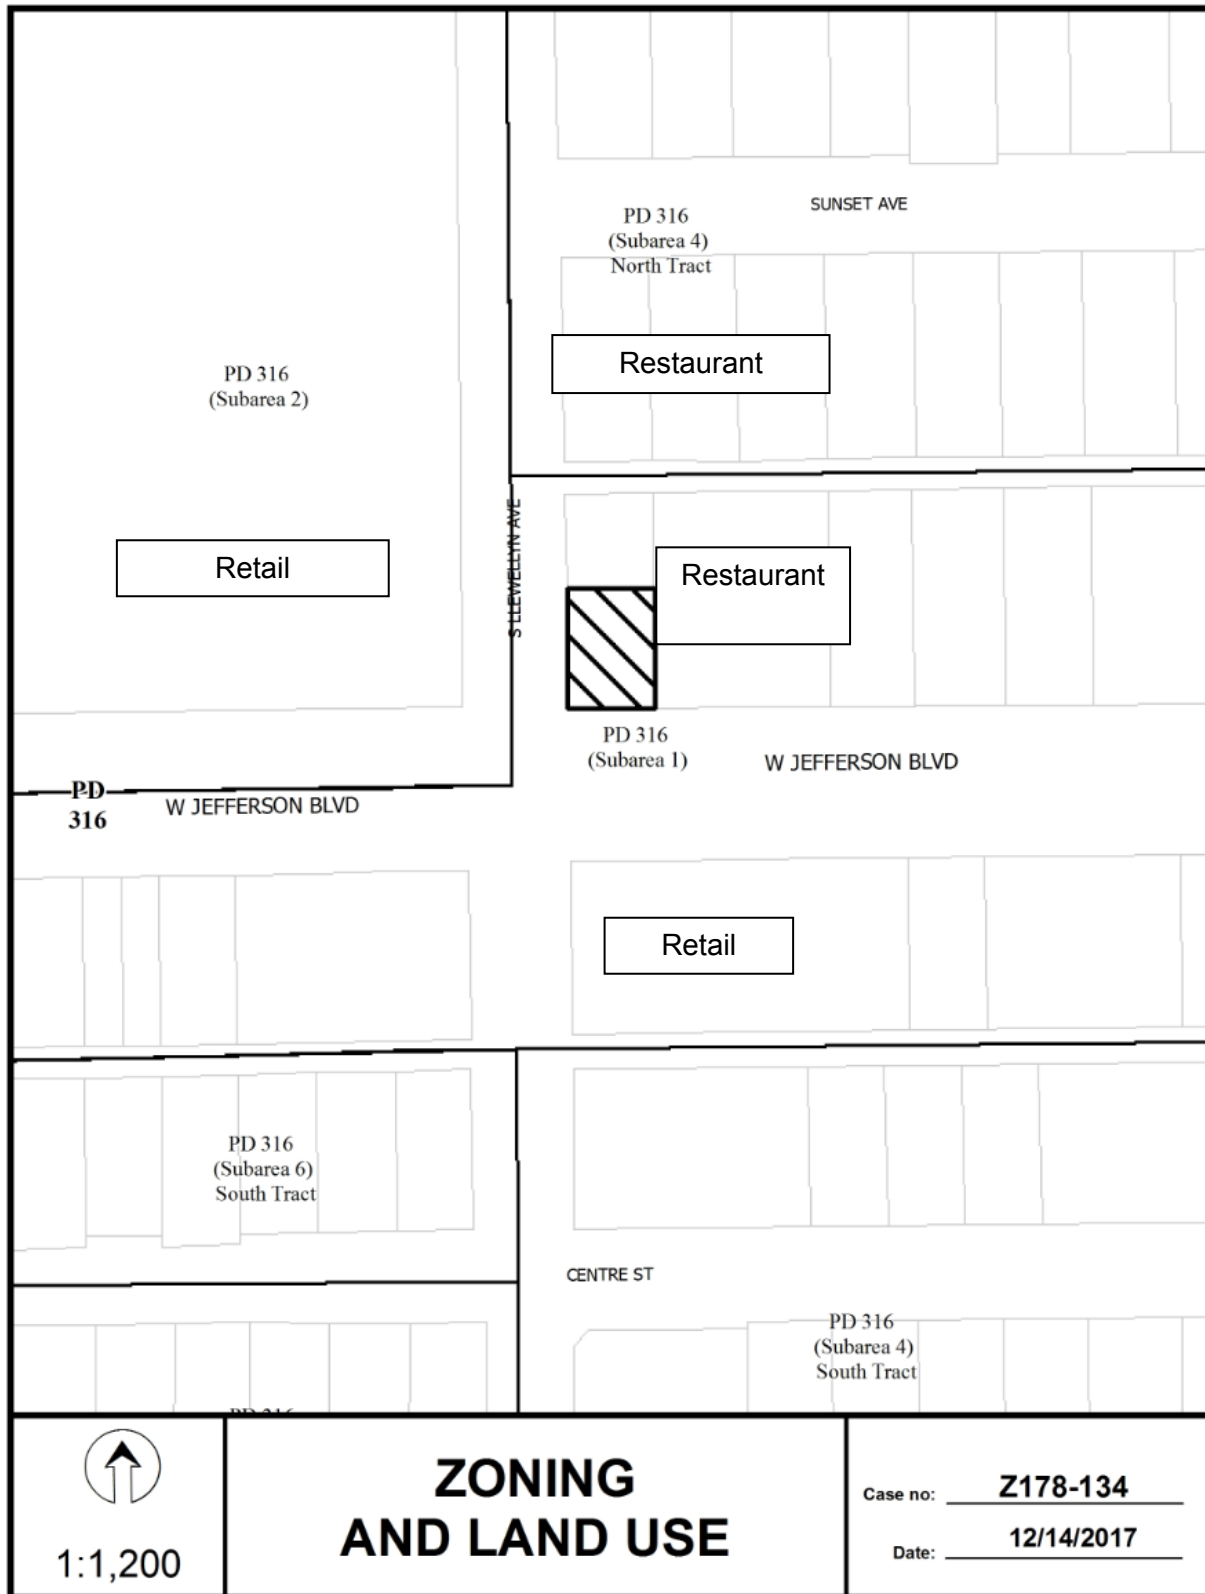 SUNSET AVE
PD 316
(Subarea 4)
North Tract
Restaurant
PD 316
(Subarea 2)
S LLEWELLYN AVE
Retail
Restaurant
PD 316
(Subarea 1)
W JEFFERSON BLVD
PD
316
W JEFFERSON BLVD
Retail
PD 316
(Subarea 6)
South Tract
CENTRE ST
PD 316
(Subarea 4)
South Tract
PD 316
1:1,200
ZONING
AND LAND USE
Case no: Z178-134
Date: 12/14/2017